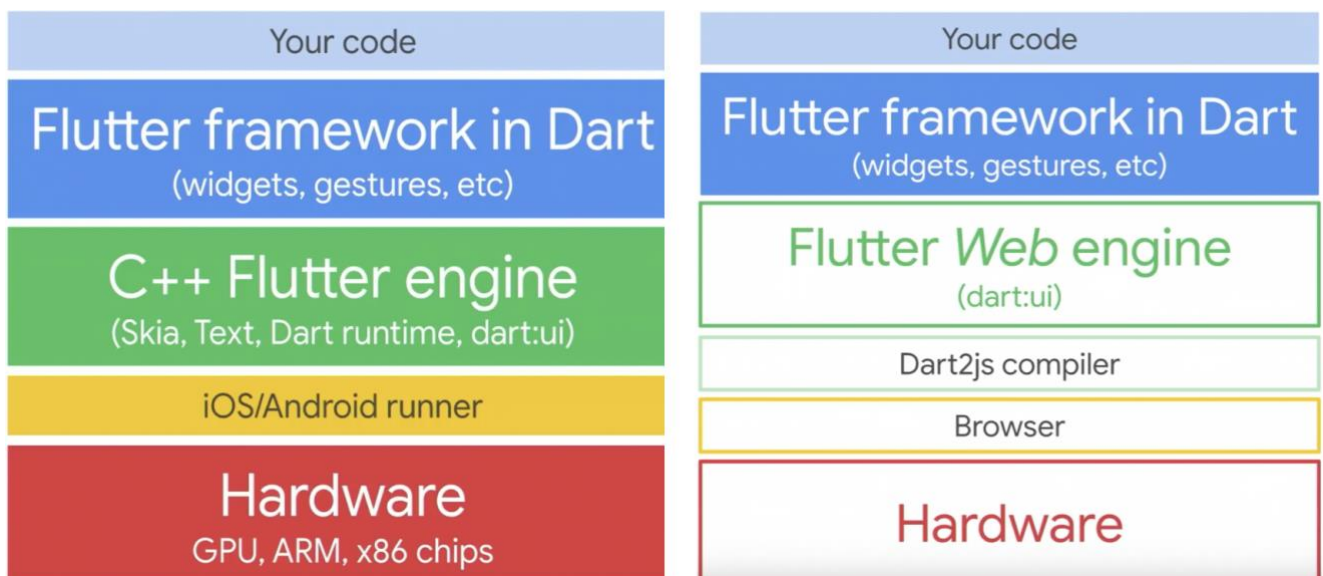 Your code
Flutter framework in Dart
(widgets, gestures, etc)
C++ Flutter engine
(Skia, Text, Dart runtime, dart:ui)
iOS/Android runner
Hardware
GPU, ARM, x86 chips
Your code
Flutter framework in Dart
(widgets, gestures, etc)
Flutter Web engine
(dart:ui)
Dart2js compiler
Browser
Hardware